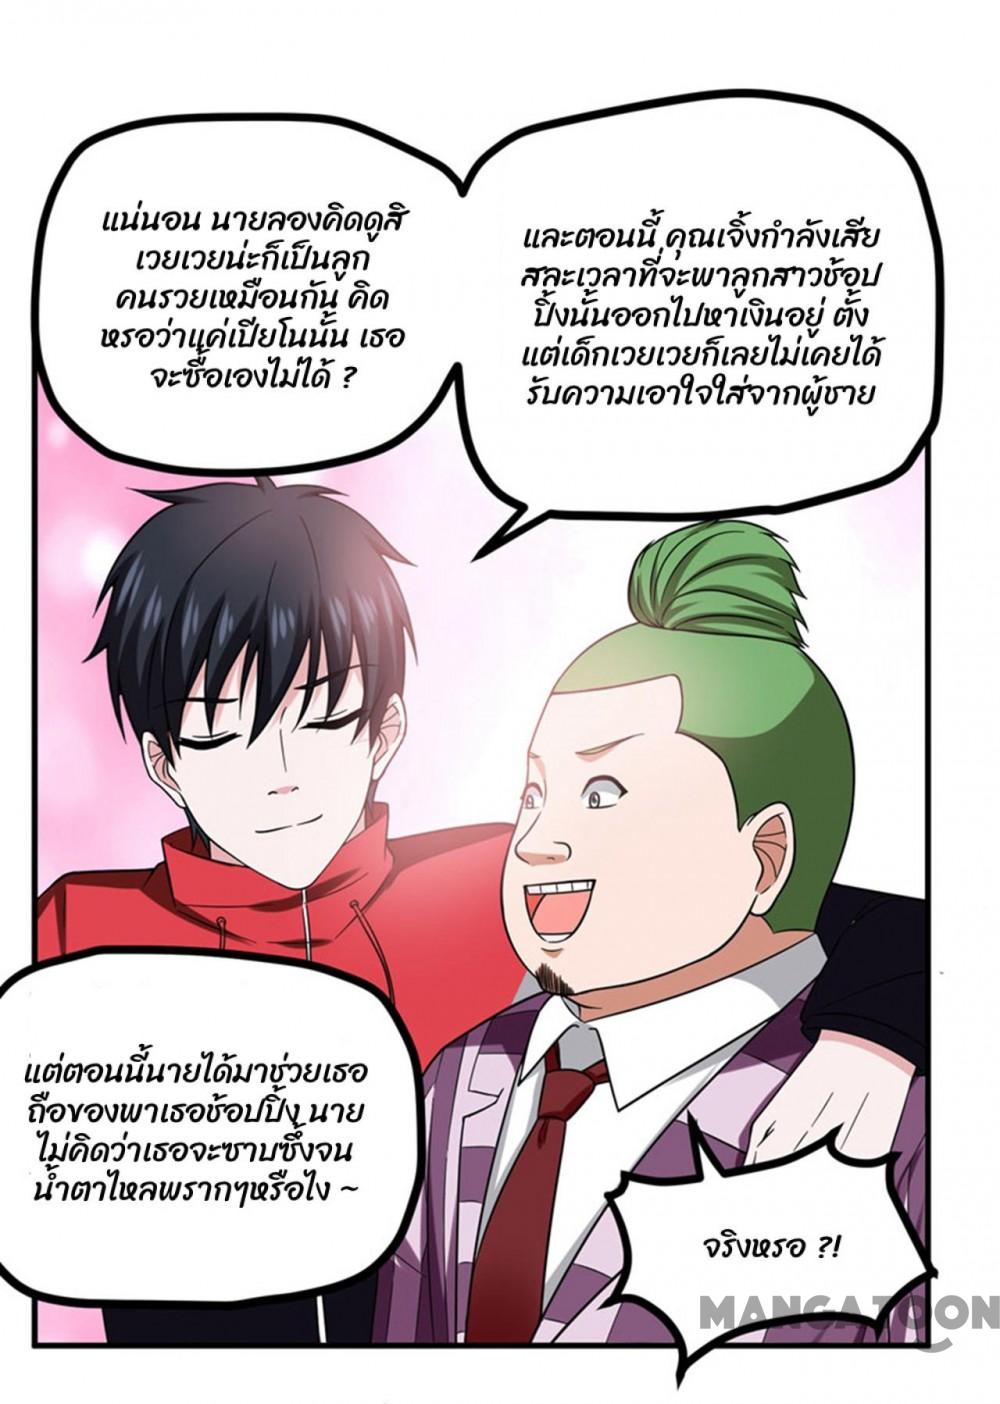 แน่นอน นายลองคิดดูสิ
เวยเวยน่ะก็เป็นลูก
คนรวยเหมือนกัน คิด
หรอว่าแค่เปียโนนั้น เธอ
จะซื้อเองไม่ได้ ?
และตอนนี้ คุณเจิ้งกำลังเสีย
สละเวลาที่จะพาลูกสาวช้อป
ปิ้งนั้นออกไปหาเงินอยู่ ตั้ง
แต่เด็กเวยเวยก็เลยไม่เคยได้
รับความเอาใจใส่จากผู้ชาย
แต่ตอนนี้นายได้มาช่วยเธอ
ถือของพาเธอช้อปปิ้ง นาย
ไม่คิดว่าเธอจะซาบซึ้งจน
น้ำตาไหลพรากๆหรือไง ~
จริงหรอ ?!
MANGATOON